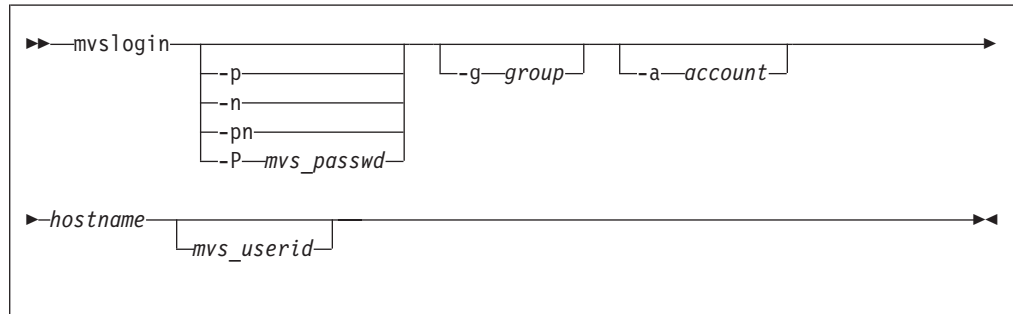 mvslogin
-p -g group -a account
-n
-pn
-P mvs_passwd
hostname
mvs_userid